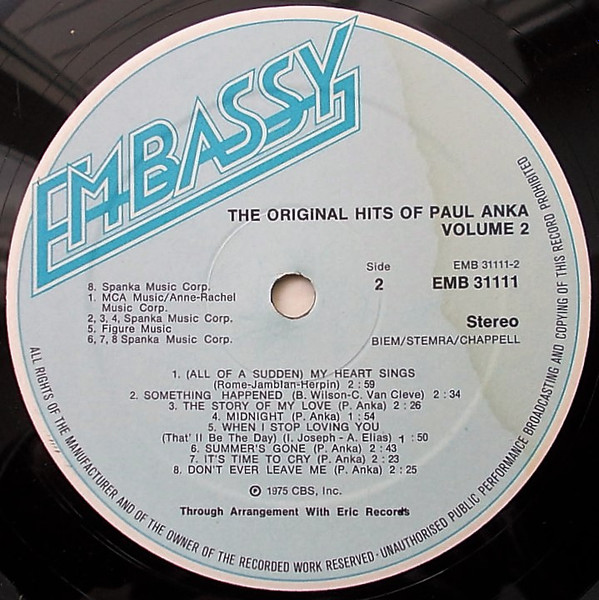 EMBASSY
THE ORIGINAL HITS OF PAUL ANKA
VOLUME 2
8. Spanka Music Corp.
1. MCA Music/Anne-Rachel
Music Corp.
2, 3, 4, Spanka Music Corp.
5. Figure Music
6, 7, 8 Spanka Music Corp.
Side
2
EMB 31111-2
EMB 31111
Stereo
BIEM/STEMRA/CHAPPELL
1. (ALL OF A SUDDEN) MY HEART SINGS
(Rome-Jamblan-Herpin) 2:59
2. SOMETHING HAPPENED (B. Wilson-C. Van Cleve) 2:34
3. THE STORY OF MY LOVE (P. Anka) 2:26
4. MIDNIGHT (P. Anka) 1:54
5. WHEN I STOP LOVING YOU
(That' ll Be The Day) (I. Joseph - A. Elias) 1:50
6. SUMMER'S GONE (P. Anka) 2:43
7. IT'S TIME TO CRY (P. Anka) 2:23
8. DON'T EVER LEAVE ME (P. Anka) 2:25
℗ 1975 CBS, Inc.
Through Arrangement With Eric Records
ALL RIGHTS OF THE MANUFACTURER AND OF THE OWNER OF THE RECORDED WORK RESERVED · UNAUTHORISED PUBLIC PERFORMANCE BROADCASTING AND COPYING OF THIS RECORD PROHIBITED